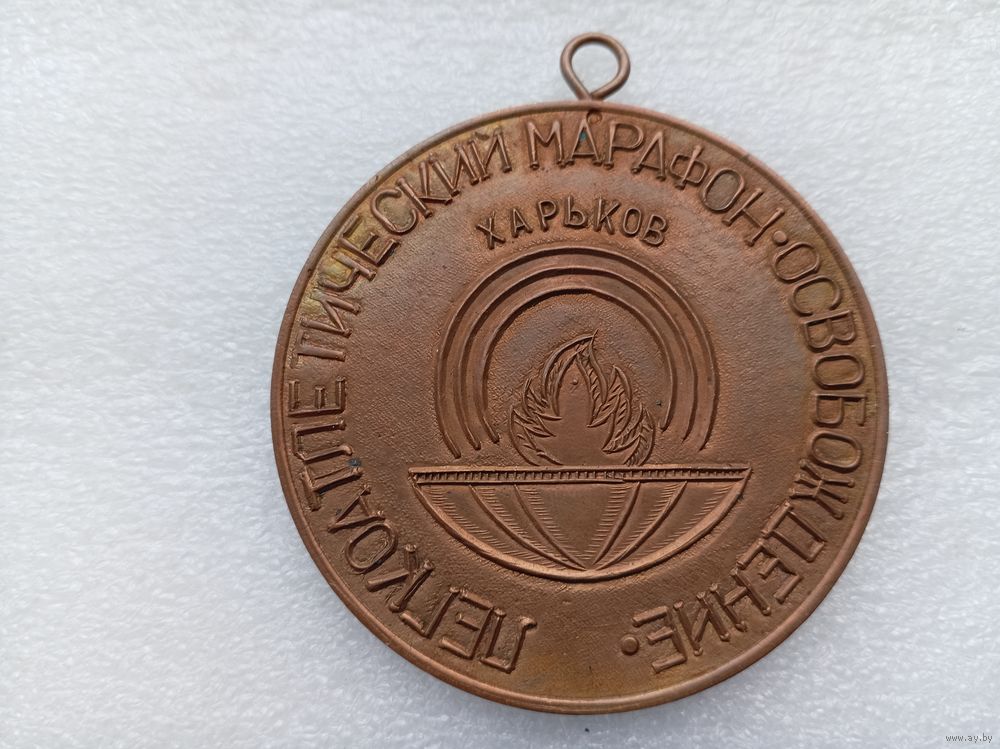 ЛЕГКОАТЛЕТИЧЕСКИЙ МАРАФОН • ОСВОБОЖДЕНИЕ •
ХАРЬКОВ
www.ay.by